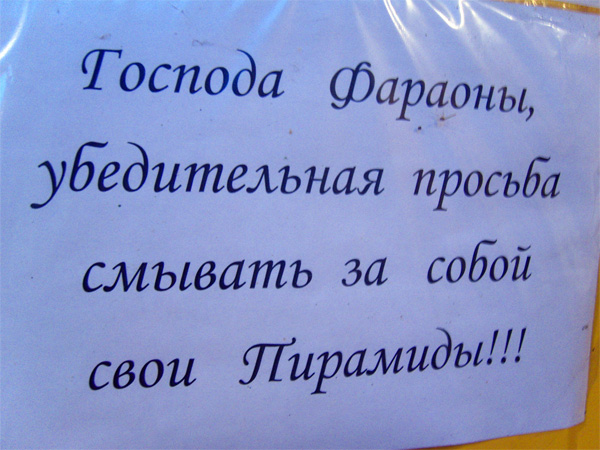 Господа Фараоны,
убедительная просьба
смывать за собой
свои Пирамиды!!!